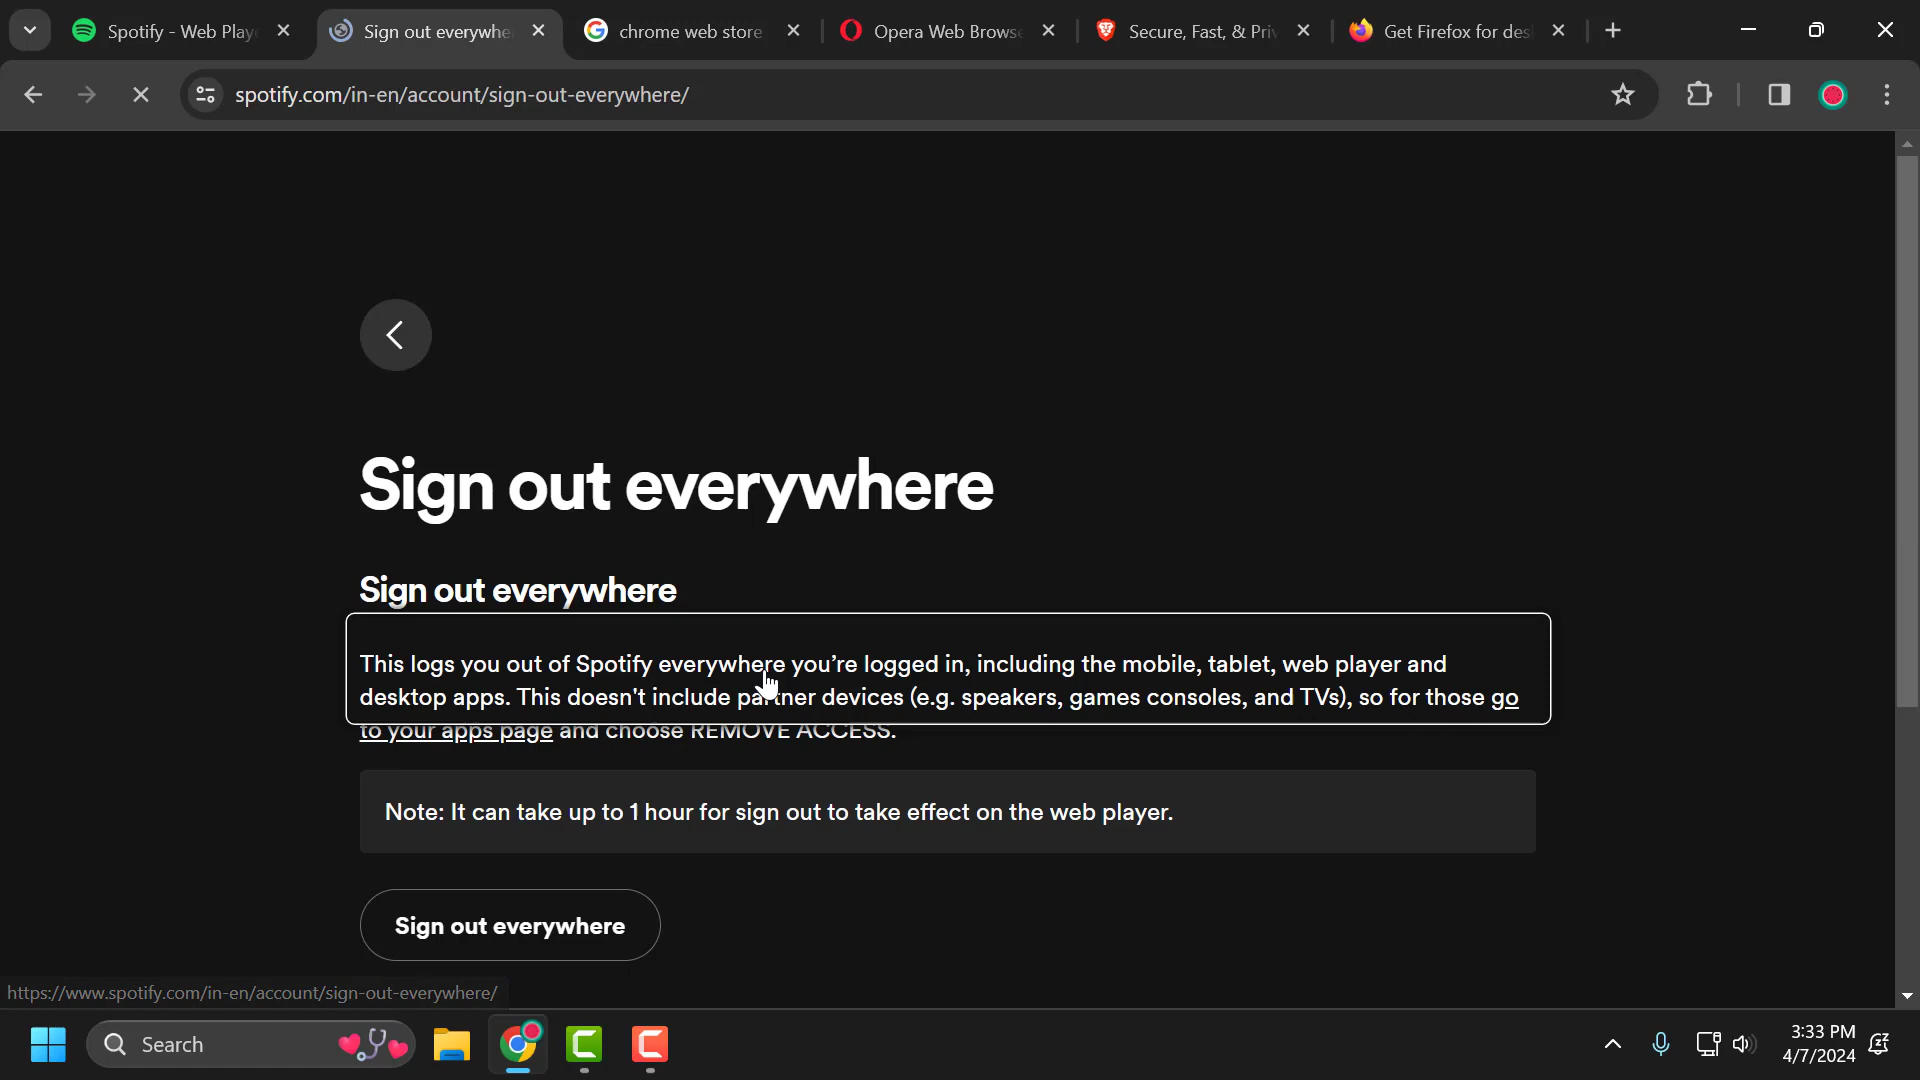 Spotify - Web Play
Sign out everywhe
chrome web store
Opera Web Browse
Secure, Fast, & Priv
Get Firefox for des
spotify.com/in-en/account/sign-out-everywhere/
Sign out everywhere
Sign out everywhere
This logs you out of Spotify everywhere you’re logged in, including the mobile, tablet, web player and
desktop apps. This doesn't include partner devices (e.g. speakers, games consoles, and TVs), so for those go
to your apps page and choose REMOVE ACCESS.
Note: It can take up to 1 hour for sign out to take effect on the web player.
Sign out everywhere
https://www.spotify.com/in-en/account/sign-out-everywhere/
Search
3:33 PM
4/7/2024